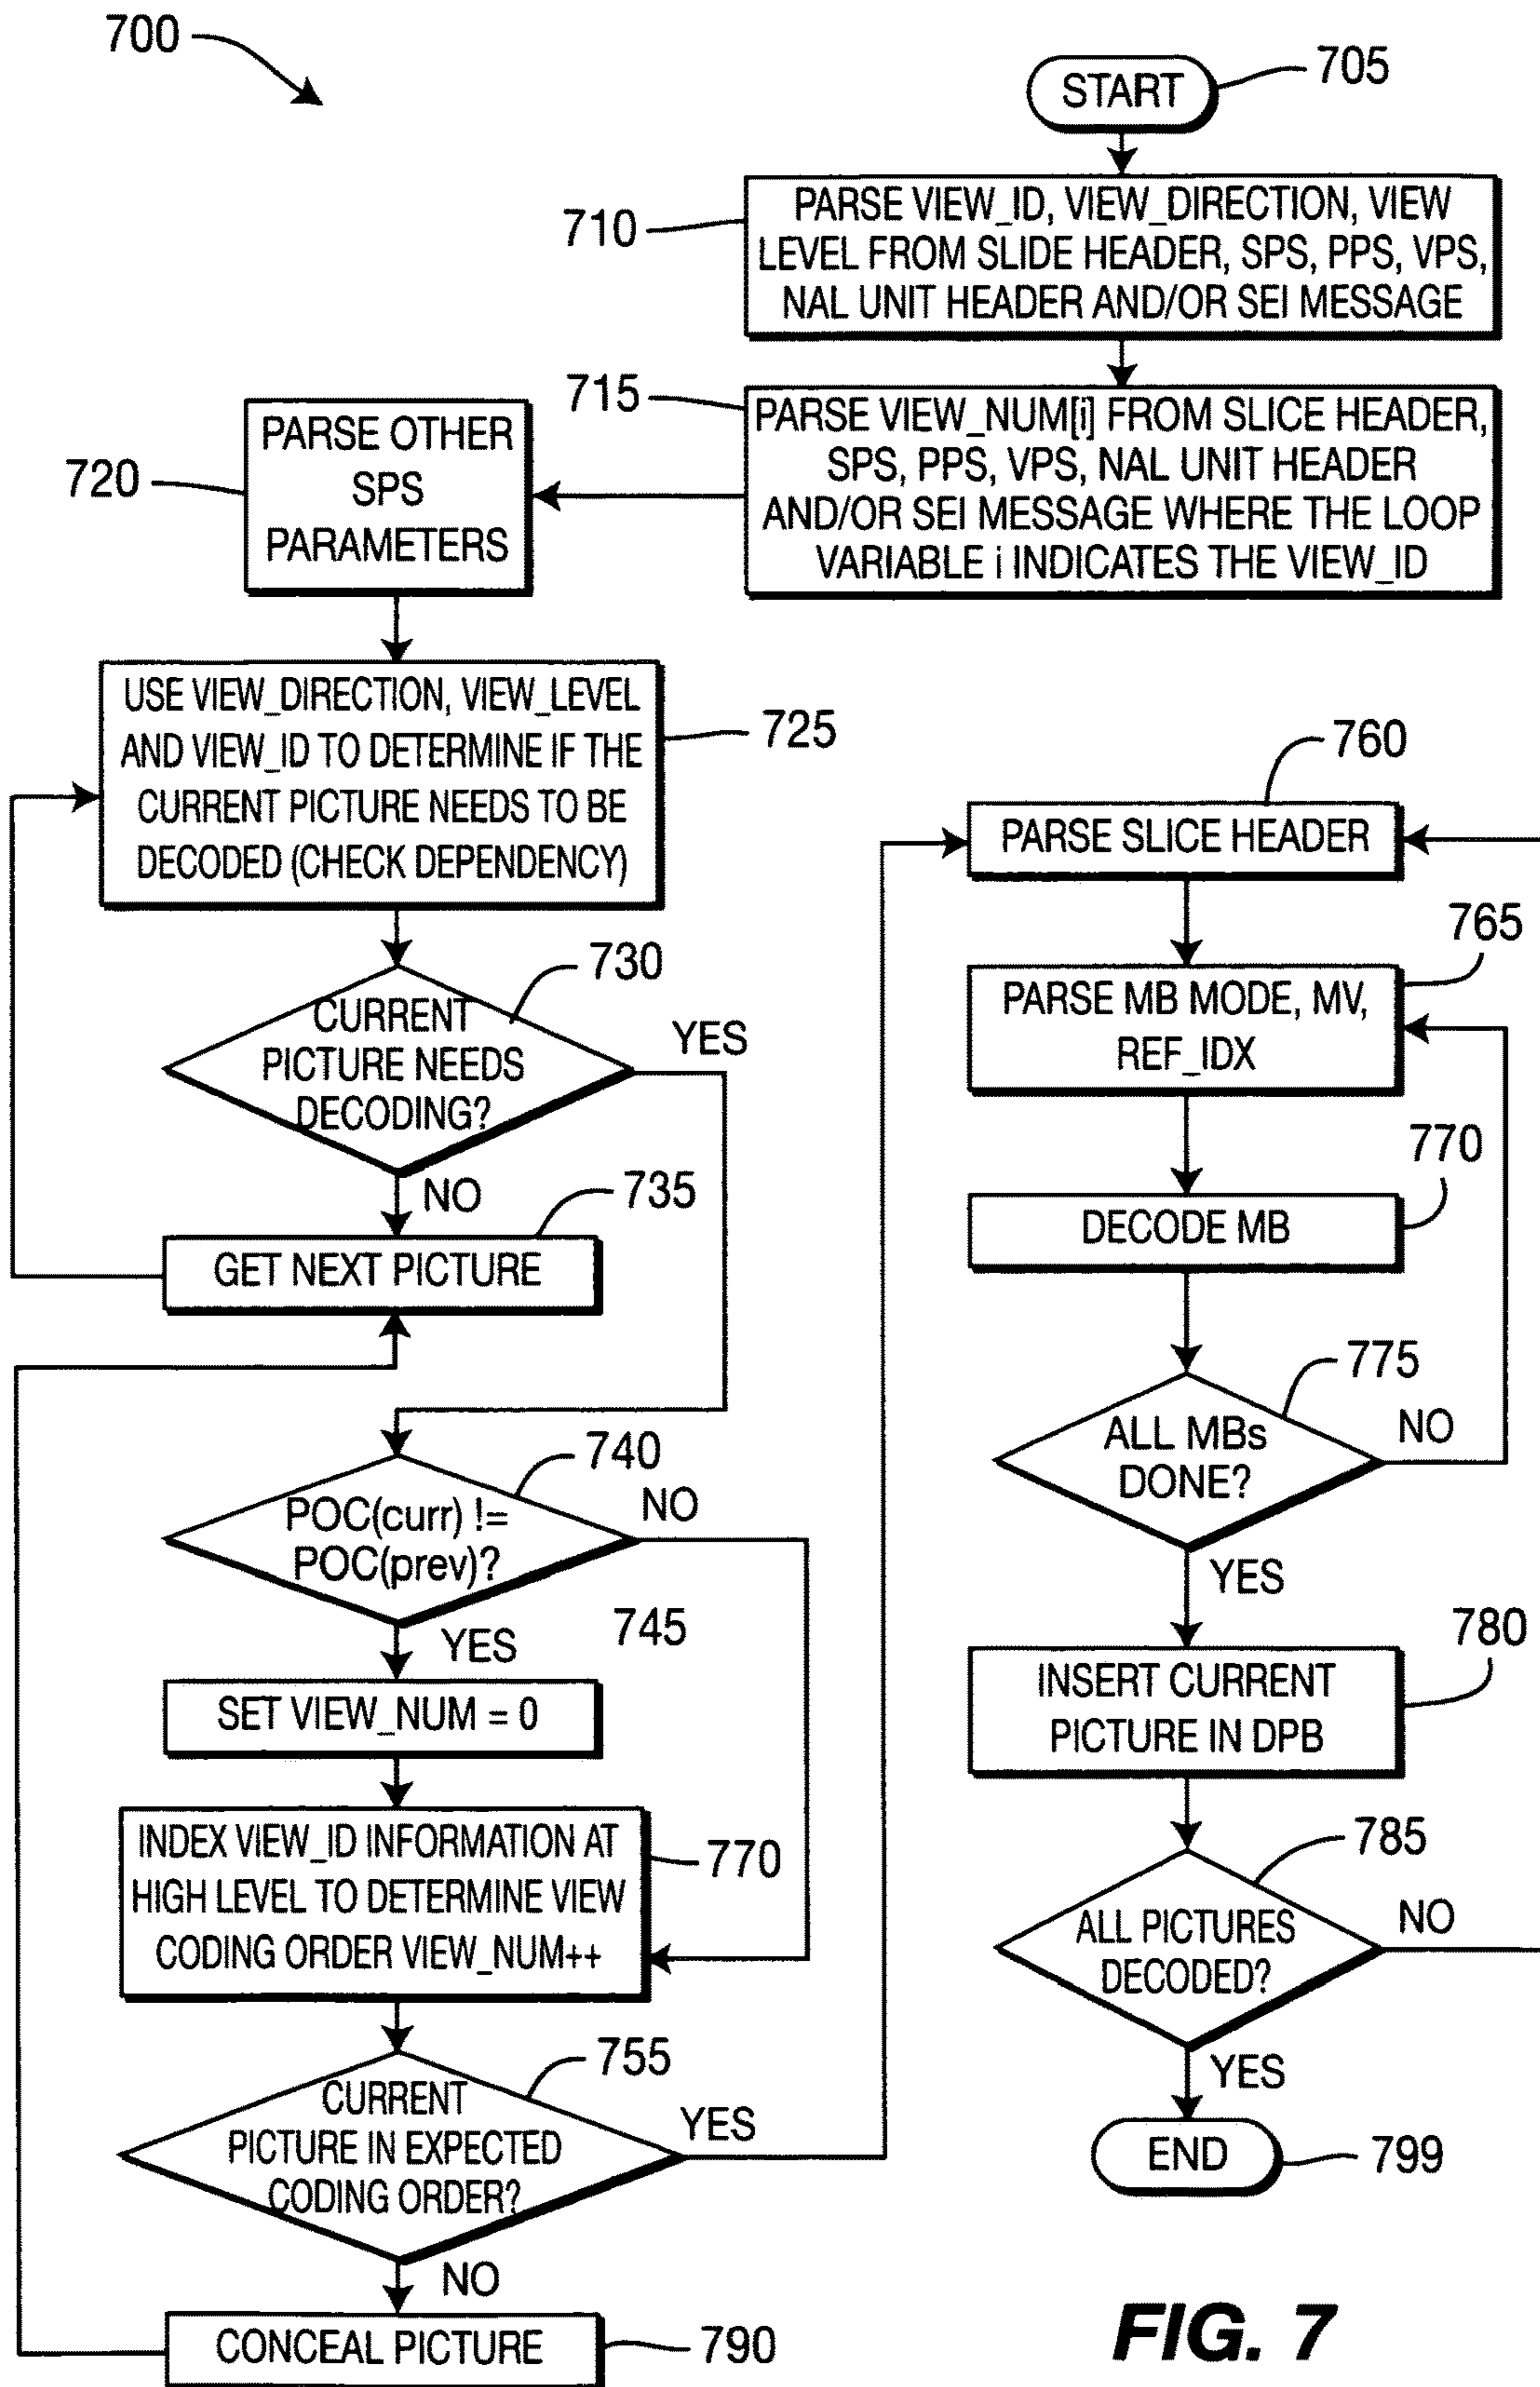 700
START
705
710
PARSE VIEW_ID, VIEW_DIRECTION, VIEW
LEVEL FROM SLIDE HEADER, SPS, PPS, VPS,
NAL UNIT HEADER AND/OR SEI MESSAGE
715
PARSE VIEW_NUM[i] FROM SLICE HEADER,
SPS, PPS, VPS, NAL UNIT HEADER
AND/OR SEI MESSAGE WHERE THE LOOP
VARIABLE i INDICATES THE VIEW_ID
720
PARSE OTHER
SPS
PARAMETERS
USE VIEW_DIRECTION, VIEW_LEVEL
AND VIEW_ID TO DETERMINE IF THE
CURRENT PICTURE NEEDS TO BE
DECODED (CHECK DEPENDENCY)
725
730
CURRENT
PICTURE NEEDS
DECODING?
YES
NO
735
GET NEXT PICTURE
740
POC(curr) !=
POC(prev)?
NO
YES
745
SET VIEW_NUM = 0
INDEX VIEW_ID INFORMATION AT
HIGH LEVEL TO DETERMINE VIEW
CODING ORDER VIEW_NUM++
770
755
CURRENT
PICTURE IN EXPECTED
CODING ORDER?
YES
NO
CONCEAL PICTURE
790
760
PARSE SLICE HEADER
765
PARSE MB MODE, MV,
REF_IDX
770
DECODE MB
775
ALL MBs
DONE?
NO
YES
780
INSERT CURRENT
PICTURE IN DPB
785
ALL PICTURES
DECODED?
NO
YES
END
799
FIG. 7